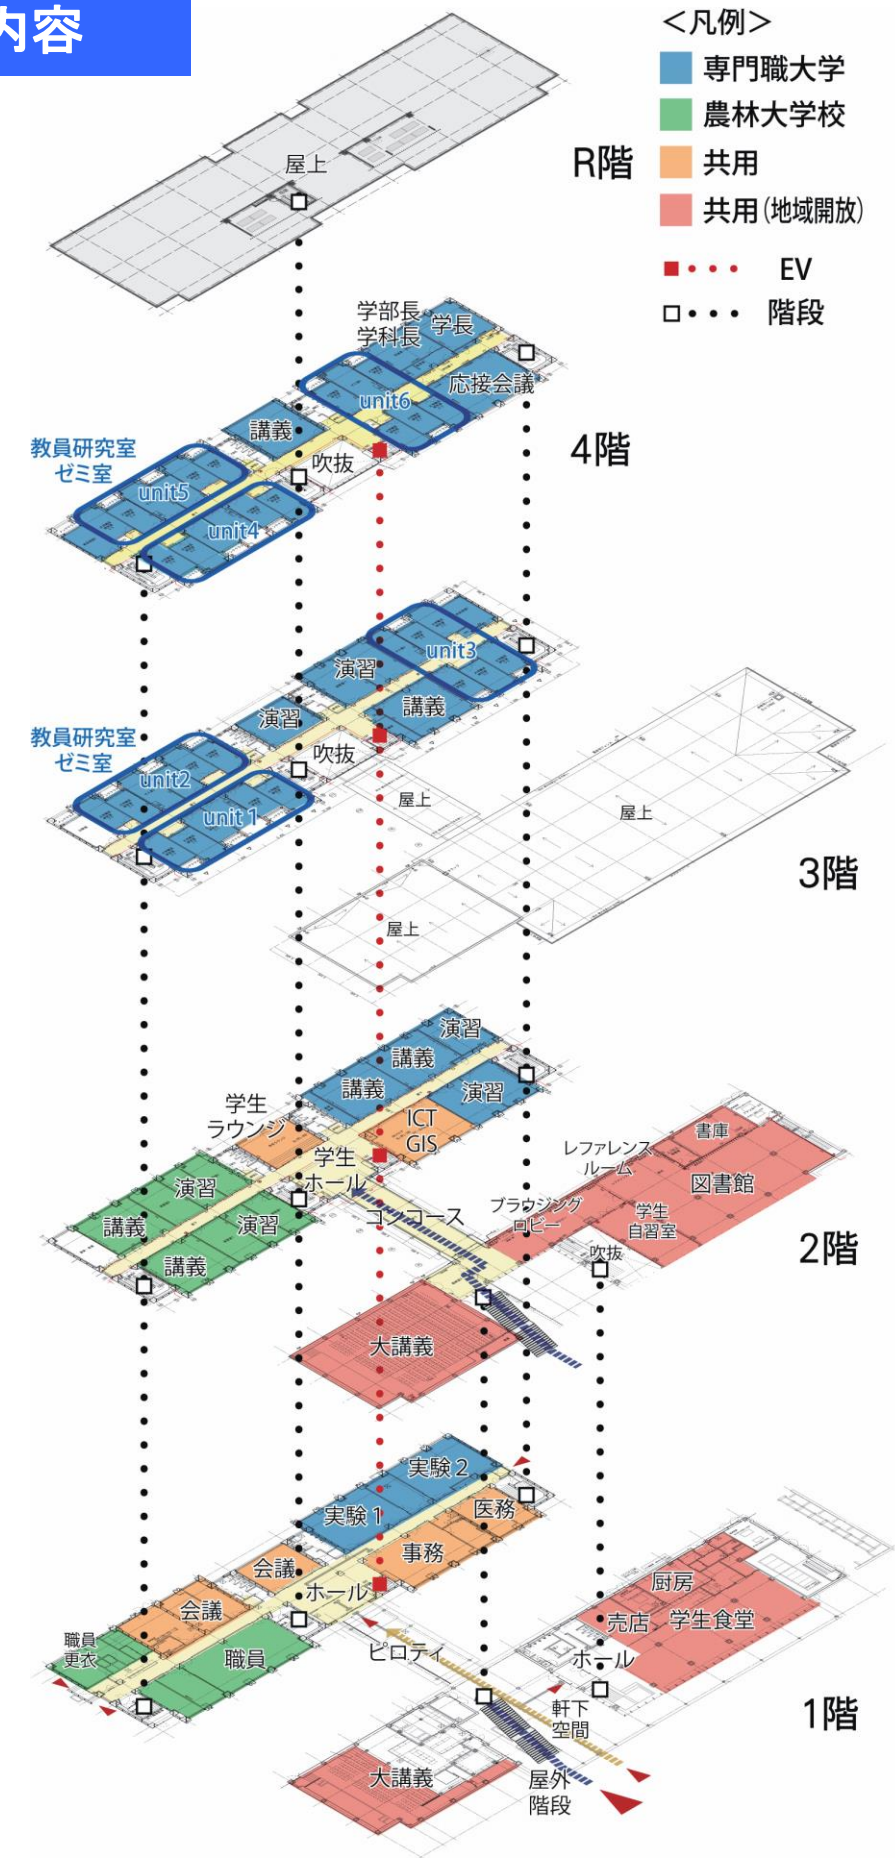 内容
＜凡例＞
専門職大学
農林大学校
共用
共用(地域開放)
EV
階段
R階
屋上
4階
学部長
学科長
学長
応接会議
unit6
講義
吹抜
教員研究室
ゼミ室
unit5
unit4
3階
unit3
演習
講義
演習
吹抜
教員研究室
ゼミ室
unit2
unit1
屋上
屋上
屋上
2階
演習
講義
講義
演習
ICT
GIS
学生
ラウンジ
学生
ホール
演習
講義
演習
講義
コンコース
書庫
レファレンス
ルーム
図書館
ブラウジング
ロビー
学生
自習室
吹抜
大講義
1階
実験2
実験1
医務
事務
会議
ホール
会議
職員
更衣
職員
ピロティ
厨房
売店
学生食堂
ホール
軒下
空間
大講義
屋外
階段